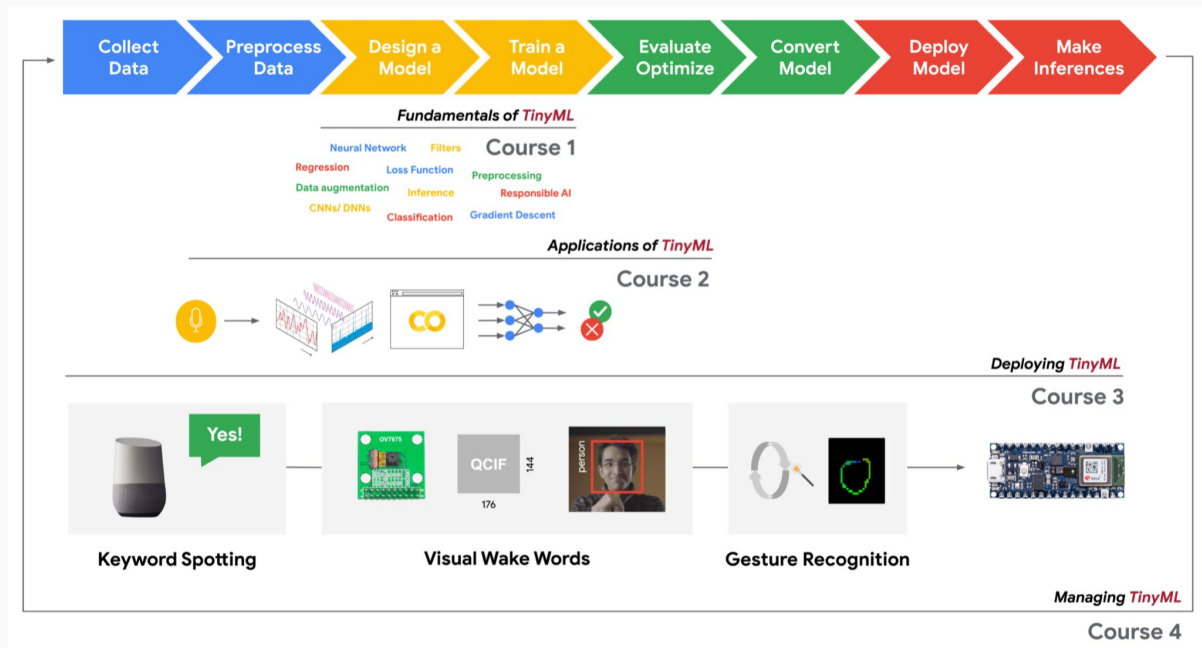 Collect
Data
Preprocess
Data
Design a
Model
Train a
Model
Evaluate
Optimize
Convert
Model
Deploy
Model
Make
Inferences
Fundamentals of TinyML
Course 1
Neural Network
Filters
Regression
Loss Function
Preprocessing
Data augmentation
Inference
Responsible AI
CNNs/ DNNs
Classification
Gradient Descent
Applications of TinyML
Course 2
CO
Deploying TinyML
Course 3
Yes!
OV7675
QCIF
144
176
person
Keyword Spotting
Visual Wake Words
Gesture Recognition
Managing TinyML
Course 4